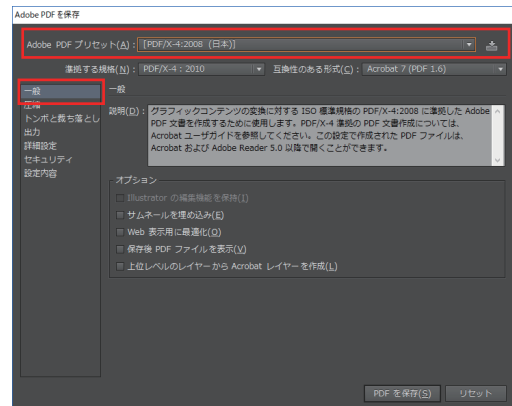 Adobe PDF を保存
Adobe PDF プリセット(A)： [PDF/X-4:2008 (日本)]
準拠する規格(N)： PDF/X-4 : 2010 互換性のある形式(C)： Acrobat 7 (PDF 1.6)
一般
圧縮
トンボと裁ち落とし
出力
詳細設定
セキュリティ
設定内容
一般
説明(D)： グラフィックコンテンツの変換に対する ISO 標準規格の PDF/X-4:2008 に準拠した Adobe
PDF 文書を作成するために使用します。PDF/X-4 準拠の PDF 文書作成については、
Acrobat ユーザガイドを参照してください。この設定で作成された PDF ファイルは、
Acrobat および Adobe Reader 5.0 以降で開くことができます。
オプション
Illustrator の編集機能を保持(I)
サムネールを埋め込み(E)
Web 表示用に最適化(O)
保存後 PDF ファイルを表示(V)
上位レベルのレイヤーから Acrobat レイヤーを作成(L)
PDF を保存(S) リセット